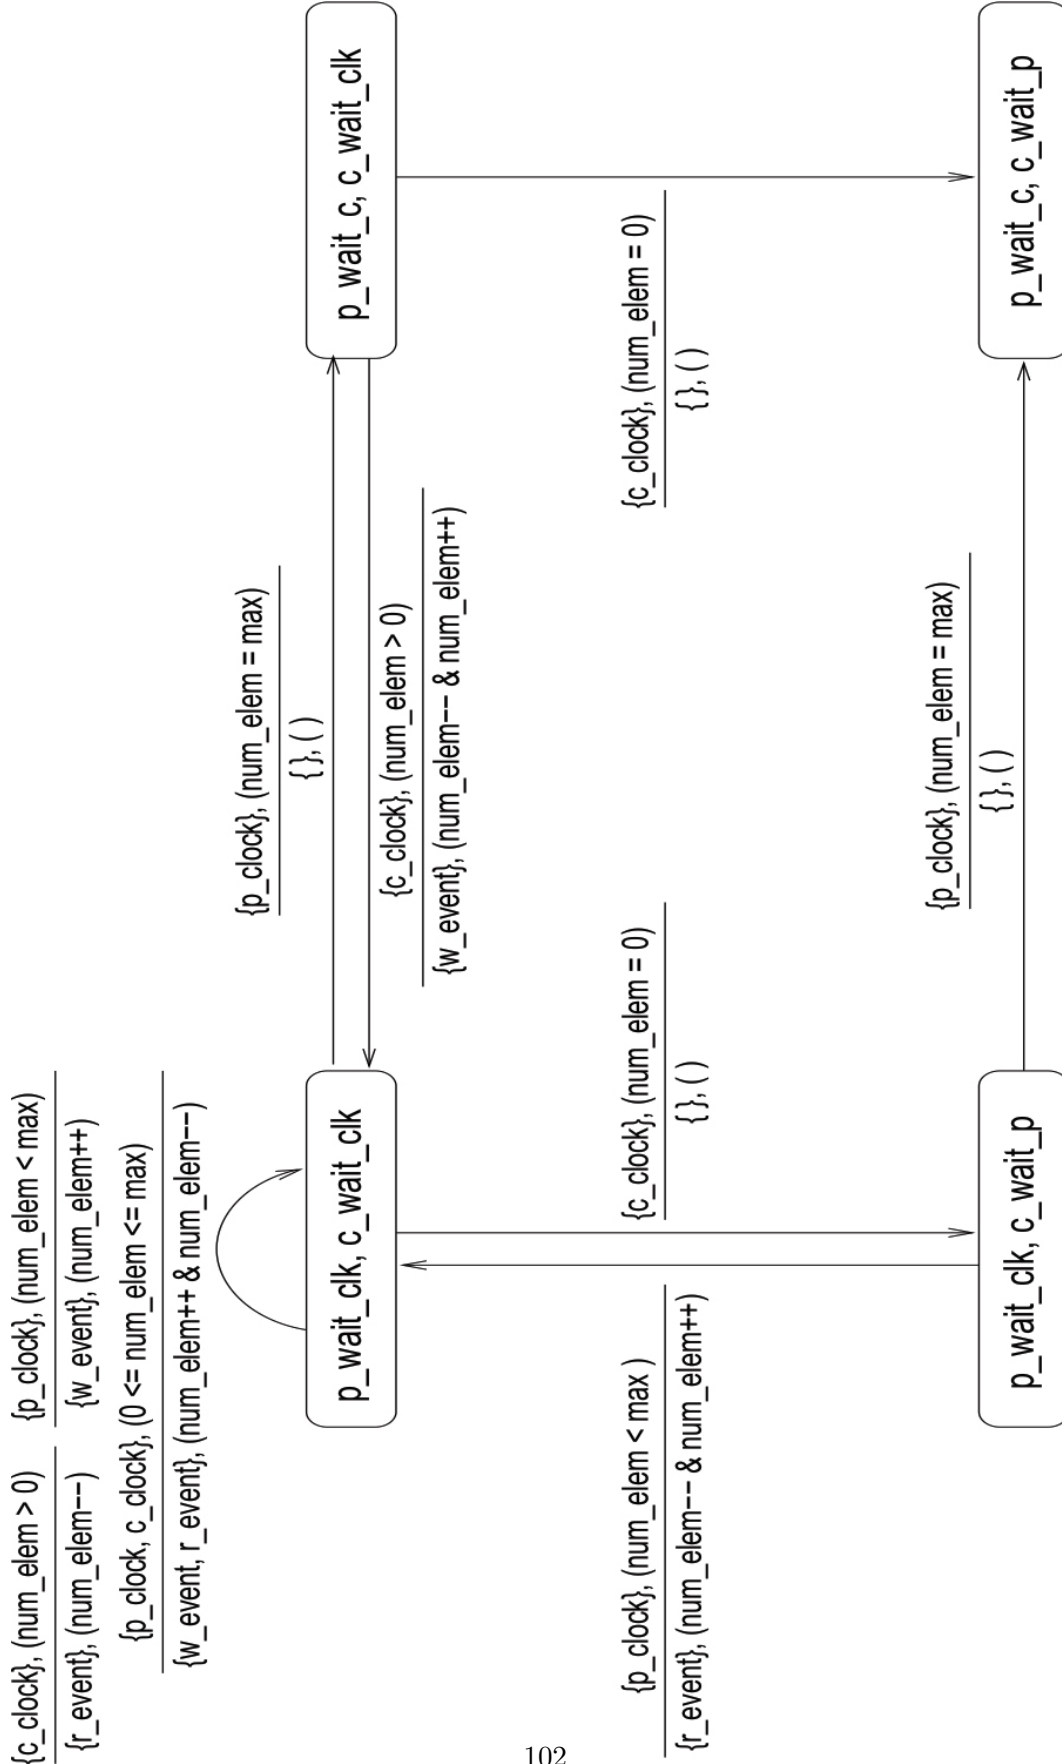 {c_clock}, (num_elem > 0)
{r_event}, (num_elem−−)
{p_clock}, (num_elem < max)
{w_event}, (num_elem++)
{p_clock, c_clock}, (0 <= num_elem <= max)
{w_event, r_event}, (num_elem++ & num_elem−−)
{p_clock}, (num_elem = max)
{ }, ( )
p_wait_clk, c_wait_clk
p_wait_c, c_wait_clk
{c_clock}, (num_elem > 0)
{w_event}, (num_elem−− & num_elem++)
{p_clock}, (num_elem < max )
{r_event}, (num_elem−− & num_elem++)
{c_clock}, (num_elem = 0)
{ }, ( )
{c_clock}, (num_elem = 0)
{ }, ( )
{p_clock}, (num_elem = max)
{ }, ( )
p_wait_clk, c_wait_p
p_wait_c, c_wait_p
102